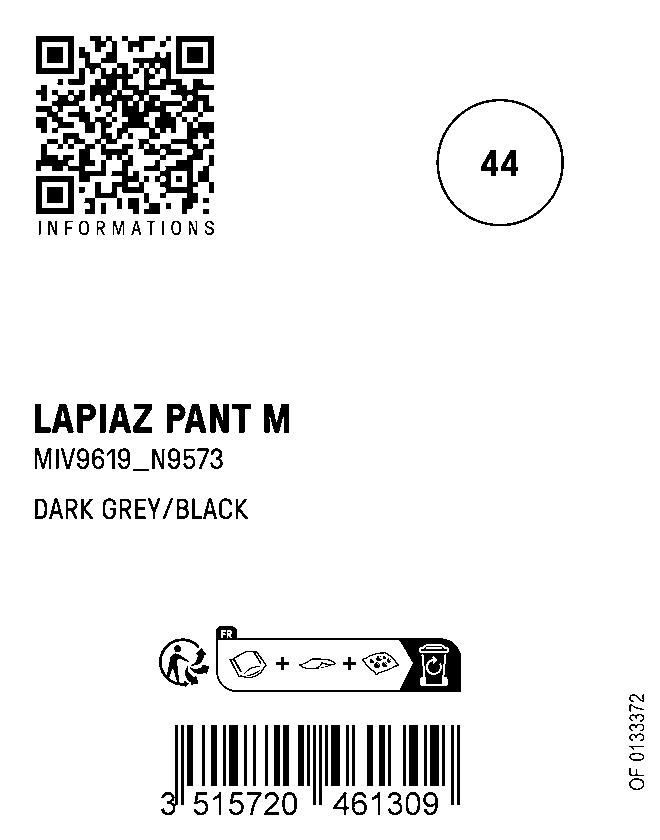 INFORMATIONS
44
LAPIAZ PANT M
MIV9619_N9573
DARK GREY/BLACK
FR
3 515720 461309
OF 0133372